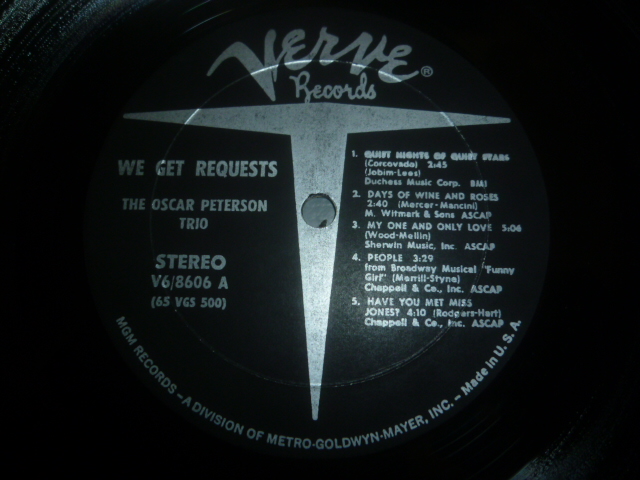 VERVE®
Records
WE GET REQUESTS
THE OSCAR PETERSON
TRIO
STEREO
V6/8606 A
(65 VGS 500)
1. QUIET NIGHTS OF QUIET STARS
(Corcovado) 2:45
(Jobim-Lees)
Duchess Music Corp. BMI
2. DAYS OF WINE AND ROSES
2:40 (Mercer-Mancini)
M. Witmark & Sons ASCAP
3. MY ONE AND ONLY LOVE 5:06
(Wood-Mellin)
Sherwin Music, Inc. ASCAP
4. PEOPLE 3:29
from Broadway Musical "Funny
Girl" (Merrill-Styne)
Chappell & Co., Inc. ASCAP
5. HAVE YOU MET MISS
JONES? 4:10 (Rodgers-Hart)
Chappell & Co., Inc. ASCAP
MGM RECORDS – A DIVISION OF METRO-GOLDWYN-MAYER, INC. – Made in U. S. A.